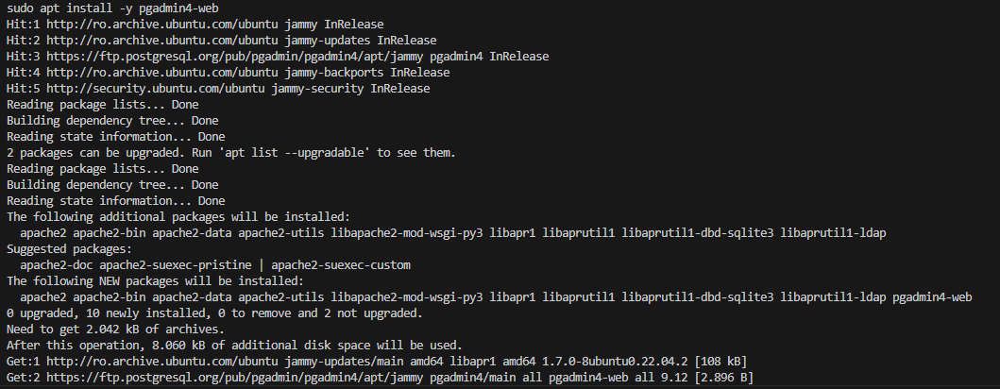 sudo apt install -y pgadmin4-web
Hit:1 http://ro.archive.ubuntu.com/ubuntu jammy InRelease
Hit:2 http://ro.archive.ubuntu.com/ubuntu jammy-updates InRelease
Hit:3 https://ftp.postgresql.org/pub/pgadmin/pgadmin4/apt/jammy pgadmin4 InRelease
Hit:4 http://ro.archive.ubuntu.com/ubuntu jammy-backports InRelease
Hit:5 http://security.ubuntu.com/ubuntu jammy-security InRelease
Reading package lists... Done
Building dependency tree... Done
Reading state information... Done
2 packages can be upgraded. Run 'apt list --upgradable' to see them.
Reading package lists... Done
Building dependency tree... Done
Reading state information... Done
The following additional packages will be installed:
  apache2 apache2-bin apache2-data apache2-utils libapache2-mod-wsgi-py3 libapr1 libaprutil1 libaprutil1-dbd-sqlite3 libaprutil1-ldap
Suggested packages:
  apache2-doc apache2-suexec-pristine | apache2-suexec-custom
The following NEW packages will be installed:
  apache2 apache2-bin apache2-data apache2-utils libapache2-mod-wsgi-py3 libapr1 libaprutil1 libaprutil1-dbd-sqlite3 libaprutil1-ldap pgadmin4-web
0 upgraded, 10 newly installed, 0 to remove and 2 not upgraded.
Need to get 2.042 kB of archives.
After this operation, 8.060 kB of additional disk space will be used.
Get:1 http://ro.archive.ubuntu.com/ubuntu jammy-updates/main amd64 libapr1 amd64 1.7.0-8ubuntu0.22.04.2 [108 kB]
Get:2 https://ftp.postgresql.org/pub/pgadmin/pgadmin4/apt/jammy pgadmin4/main all pgadmin4-web all 9.12 [2.896 B]